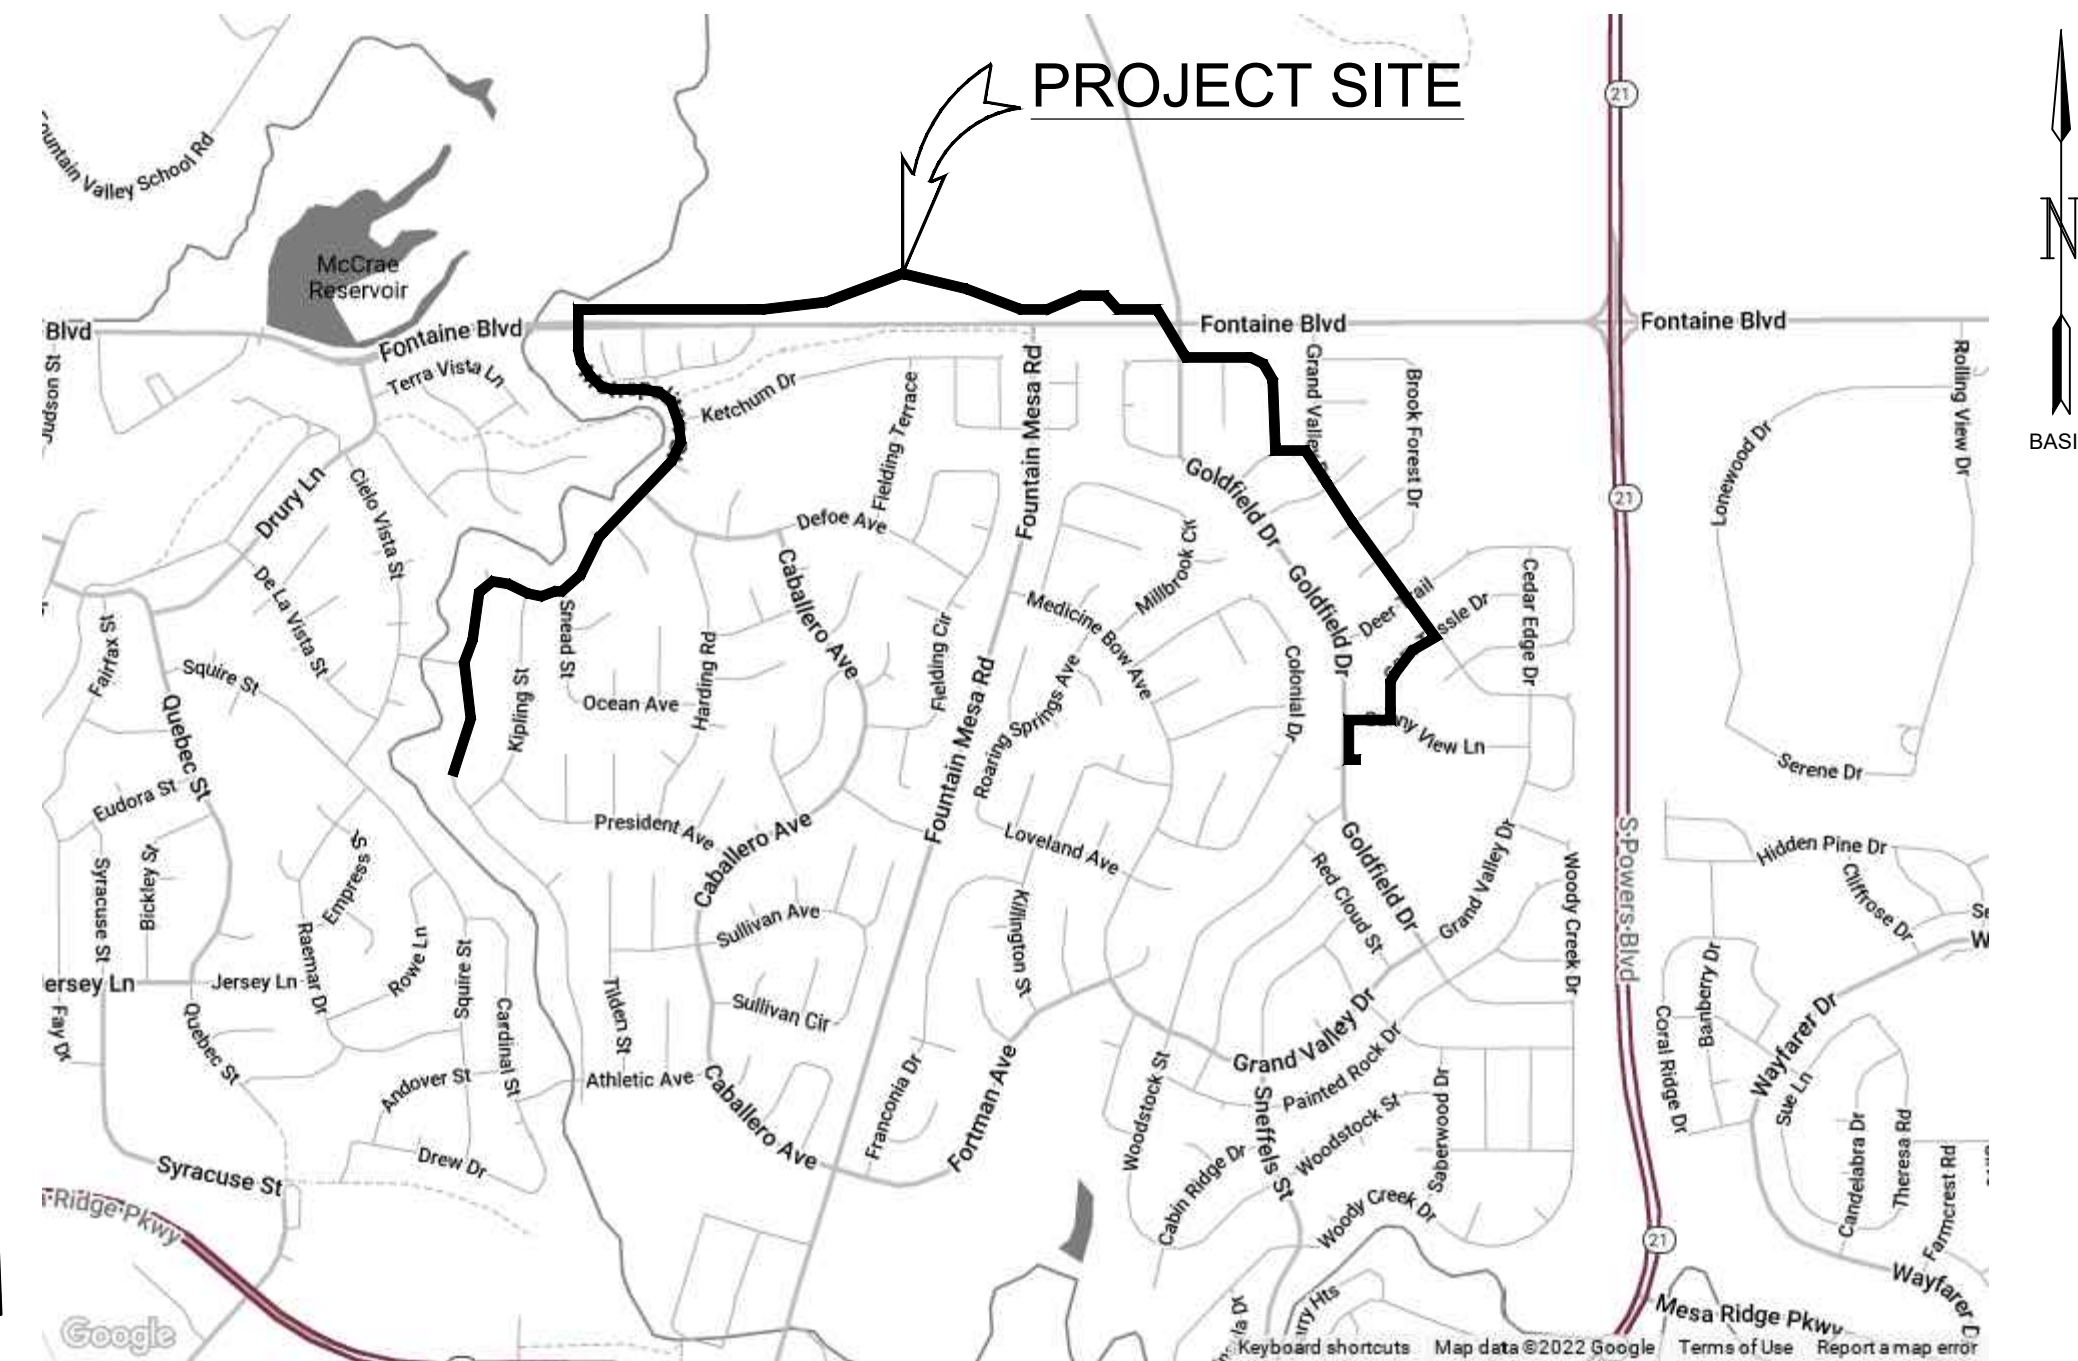 PROJECT SITE
21
N
BASI
ountain Valley School Rd
McCrae
Reservoir
Blvd
Fontaine Blvd
Fontaine Blvd
Fontaine Blvd
Terra Vista Ln
Ketchum Dr
Fielding Terrace
Fountain Mesa Rd
Grand Valley
Brook Forest Dr
Rolling View Dr
Lonewood Dr
Drury Ln
Cielo Vista St
Defoe Ave
Goldfield Dr
21
De La Vista St
Snead St
Caballero Ave
Fielding Cir
Medicine Bow Ave
Millbrook Cir
Goldfield Dr
Deer Trail
Cedar Edge Dr
Fairfax St
Squire St
Quebec St
Kipling St
Ocean Ave
Harding Rd
Fountain Mesa Rd
Roaring Springs Ave
Colonial Dr
View Ln
Serene Dr
Eudora St
President Ave
Caballero Ave
Loveland Ave
Goldfield Dr
Grand Valley Dr
S Powers Blvd
Hidden Pine Dr
Cliffrose Dr
Syracuse St
Bickley St
Empress St
Raemar Dr
Rowe Ln
Squire St
Sullivan Ave
Killington St
Red Cloud St
Woody Creek Dr
Banberry Dr
ersey Ln
Jersey Ln
Cardinal St
Tilden St
Sullivan Cir
Grand Valley Dr
Coral Ridge Dr
Wayfarer Dr
Fay Dr
Quebec St
Andover St
Athletic Ave
Caballero Ave
Franconia Dr
Fortman Ave
Woodstock St
Sneffels St
Painted Rock Dr
Woodstock St
Saberwood Dr
Sue Ln
Candelabra Dr
Theresa Rd
Farmcrest Rd
Syracuse St
Drew Dr
Cabin Ridge Dr
Woody Creek Dr
21
Ridge Pkwy
Wayfarer D
Mesa Ridge Pkwy
Google
Keyboard shortcuts Map data ©2022 Google Terms of Use Report a map error